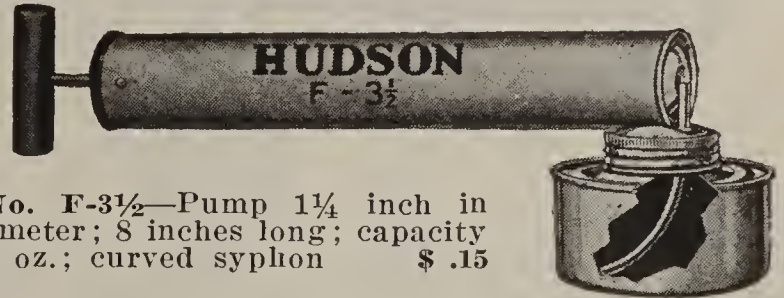 HUDSON
F-3½
No. F-3½—Pump 1¼ inch in
meter; 8 inches long; capacity
oz.; curved syphon $ .15